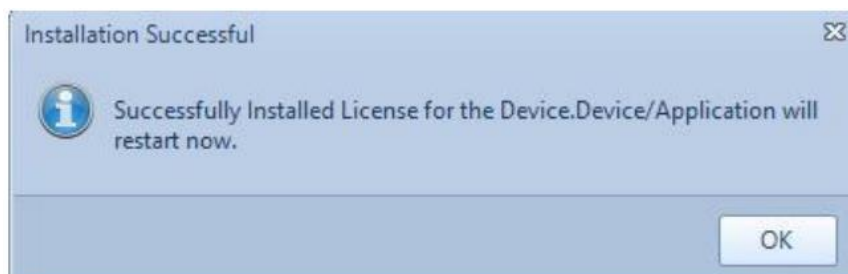 Installation Successful
Successfully Installed License for the Device.Device/Application will
restart now.
OK